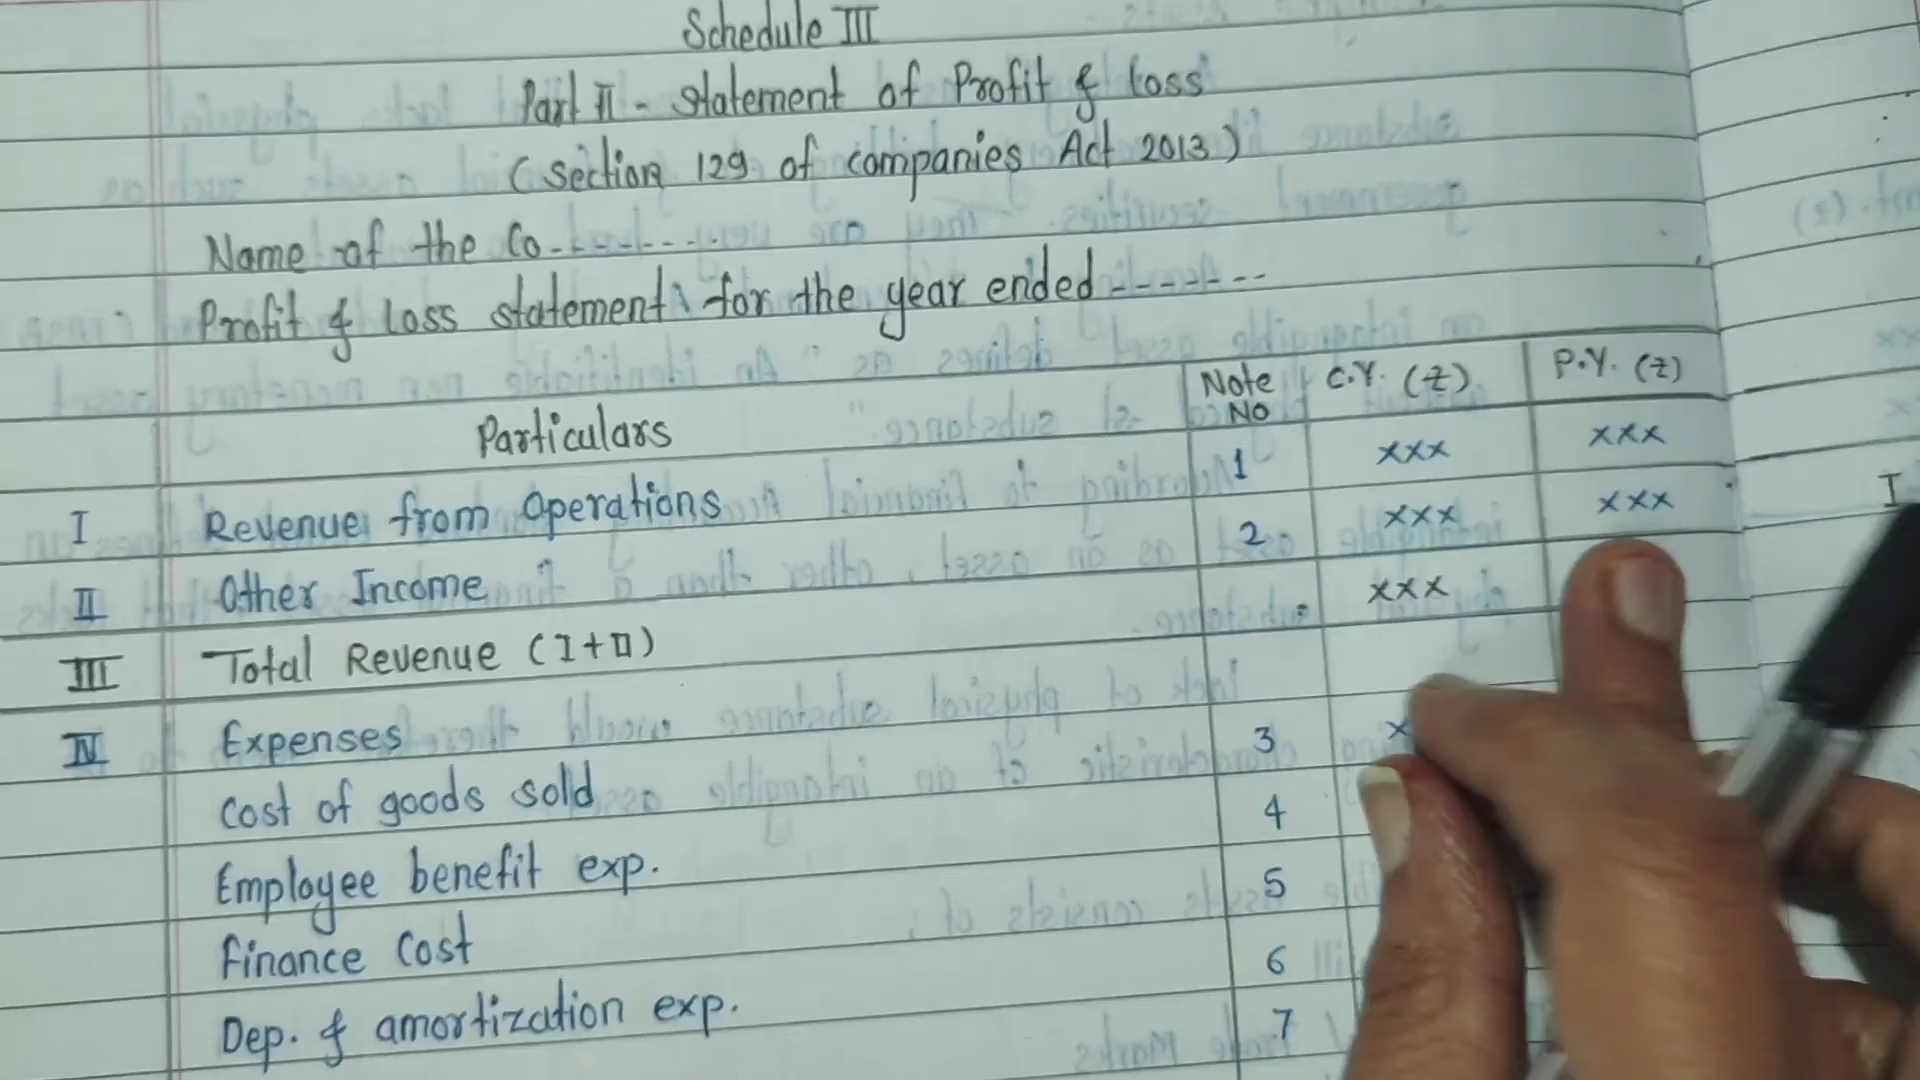 Schedule III
Part II - Statement of Profit & loss
(Section 129 of companies Act 2013)
Name of the Co.---------
Profit & loss statement for the year ended -------
Particulars Note No C.Y. (₹) P.Y. (₹)
I Revenue from Operations 1 xxx xxx
II Other Income 2 xxx xxx
III Total Revenue (I+II) xxx
IV Expenses
Cost of goods sold 3 x
Employee benefit exp. 4
Finance Cost 5
Dep. & amortization exp. 6
7
I